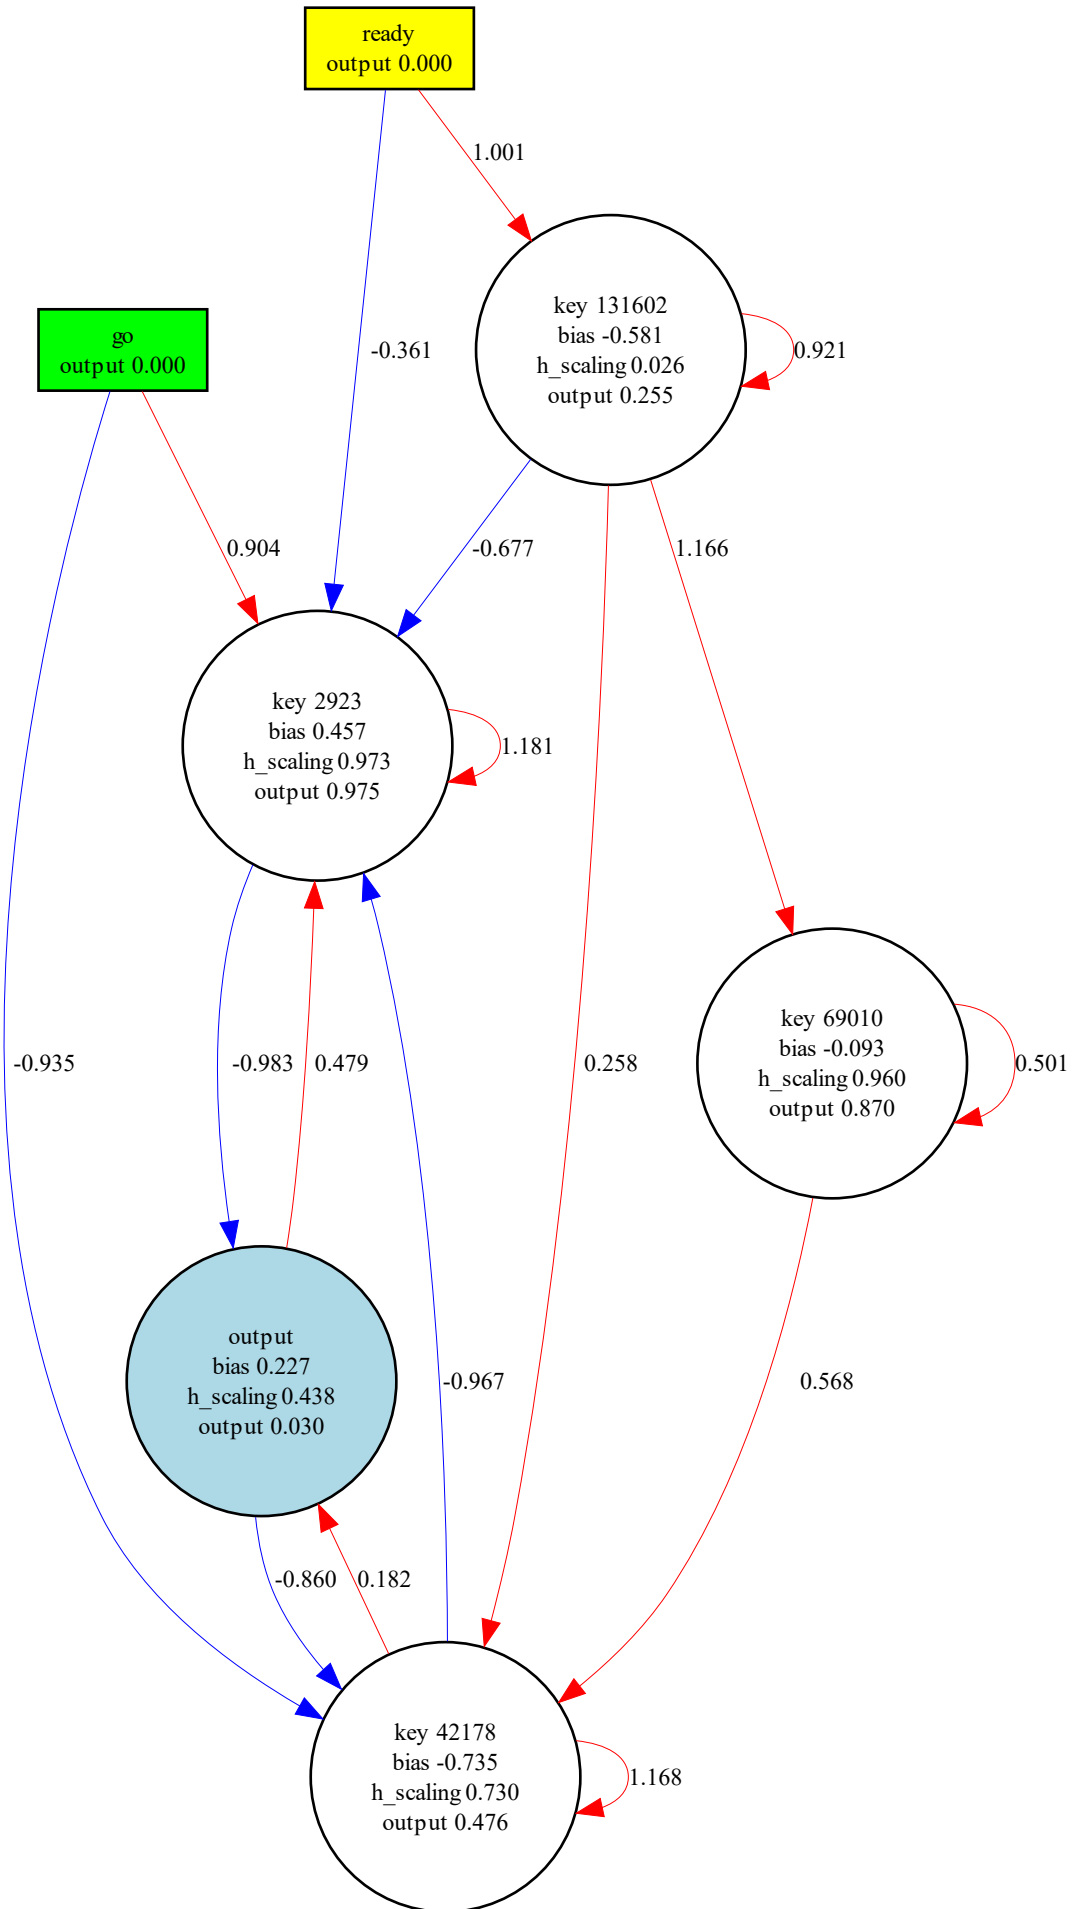 ready
output 0.000
1.001
go
output 0.000
key 131602
bias -0.581
h_scaling 0.026
output 0.255
0.921
-0.361
0.904
-0.677
1.166
key 2923
bias 0.457
h_scaling 0.973
output 0.975
1.181
key 69010
bias -0.093
h_scaling 0.960
output 0.870
0.501
-0.935
-0.983
0.479
0.258
output
bias 0.227
h_scaling 0.438
output 0.030
-0.967
0.568
-0.860
0.182
key 42178
bias -0.735
h_scaling 0.730
output 0.476
1.168